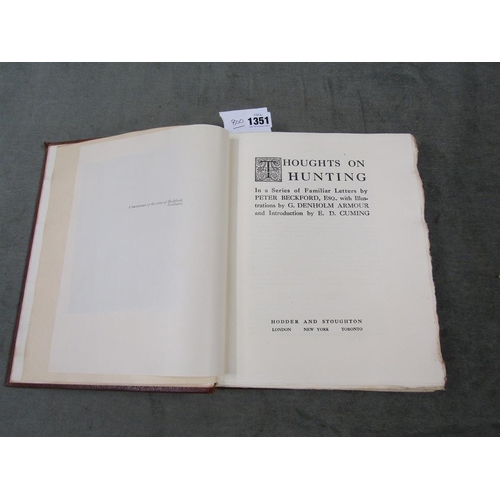 800
1351
THOUGHTS ON
HUNTING
In a Series of Familiar Letters by
PETER BECKFORD, ESQ. with Illus-
trations by G. DENHOLM ARMOUR
and Introduction by E. D. CUMING
HODDER AND STOUGHTON
LONDON NEW YORK TORONTO